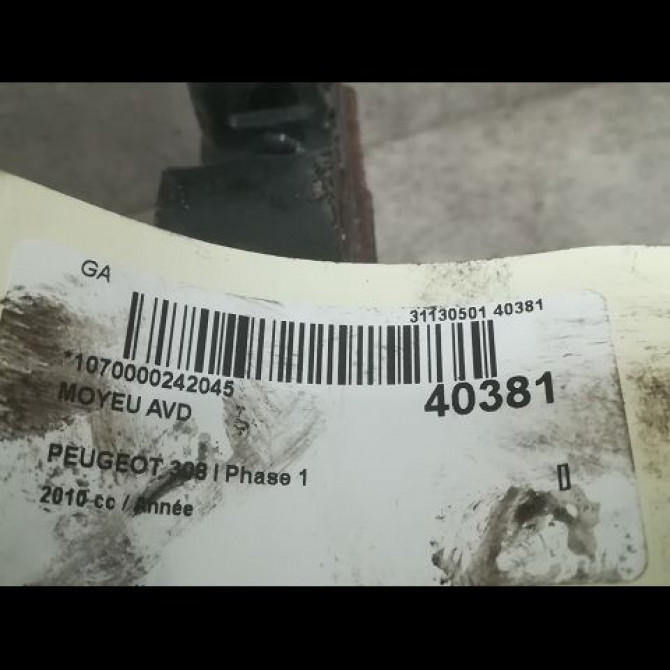 GA
31130501 40381
*1070000242045
40381
MOYEU AVD
PEUGEOT 308 I Phase 1
2010 cc / Année